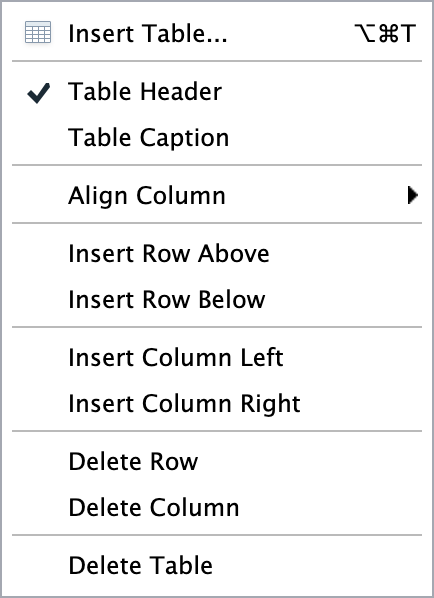 Insert Table... ⌥⌘T
Table Header
Table Caption
Align Column
Insert Row Above
Insert Row Below
Insert Column Left
Insert Column Right
Delete Row
Delete Column
Delete Table